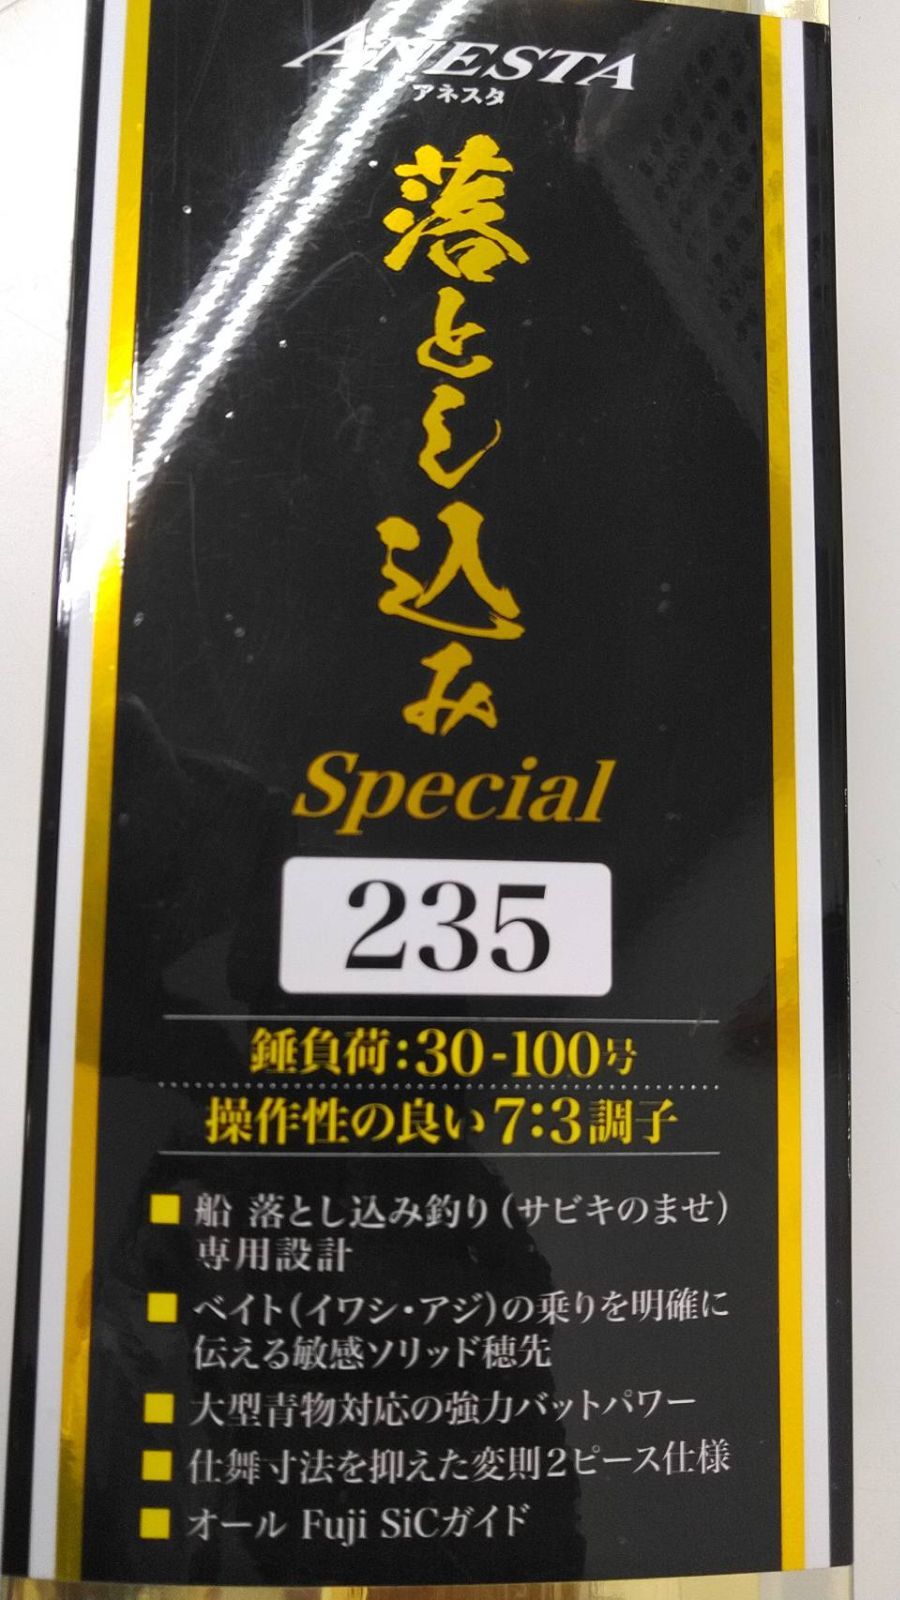 ANESTA
アネスタ
落とし込み
Special
235
錘負荷:30-100号
操作性の良い7:3調子
船 落とし込み釣り(サビキのませ)
専用設計
ベイト(イワシ・アジ)の乗りを明確に
伝える敏感ソリッド穂先
大型青物対応の強力バットパワー
仕舞寸法を抑えた変則2ピース仕様
オール Fuji SiCガイド